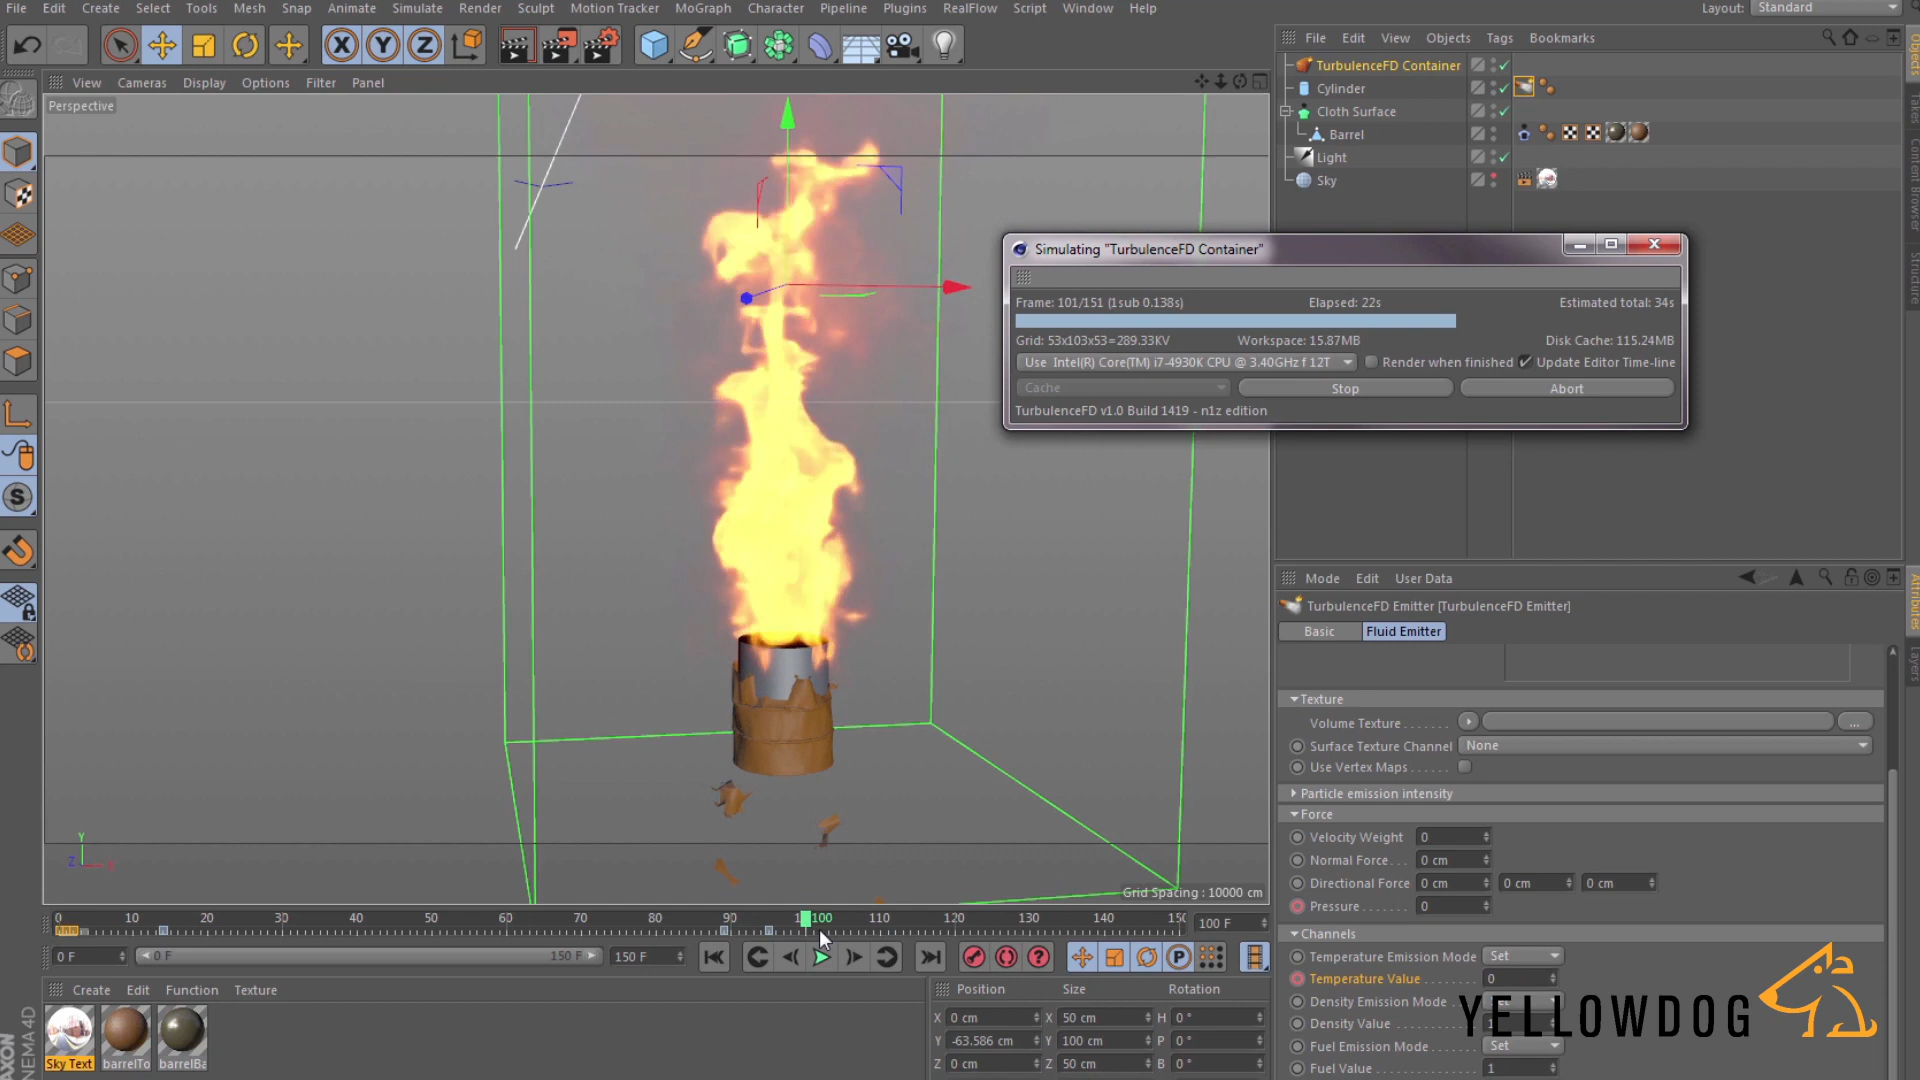 File Edit Create Select Tools Mesh Snap Animate Simulate Render Sculpt Motion Tracker MoGraph Character Pipeline Plugins RealFlow Script Window Help
Layout: Standard
File Edit View Objects Tags Bookmarks
TurbulenceFD Container
Cylinder
Cloth Surface
Barrel
Light
Sky
Objects
Takes
Content Browser
Structure
View Cameras Display Options Filter Panel
Perspective
Simulating "TurbulenceFD Container"
Frame: 101/151 (1sub 0.138s) Elapsed: 22s Estimated total: 34s
Grid: 53x103x53=289.33KV Workspace: 15.87MB Disk Cache: 115.24MB
Use Intel(R) Core(TM) i7-4930K CPU @ 3.40GHz f 12T Render when finished Update Editor Time-line
Cache Stop Abort
TurbulenceFD v1.0 Build 1419 - n1z edition
Grid Spacing : 10000 cm
Y
Z X
Mode Edit User Data
TurbulenceFD Emitter [TurbulenceFD Emitter]
Basic Fluid Emitter
Attributes
Layers
Texture
Volume Texture ...
Surface Texture Channel None
Use Vertex Maps
Particle emission intensity
Force
Velocity Weight 0
Normal Force 0 cm
Directional Force 0 cm 0 cm 0 cm
Pressure 0
Channels
Temperature Emission Mode Set
Temperature Value 0
Density Emission Mode
Density Value
Fuel Emission Mode Set
Fuel Value 1
YELLOWDOG
0 10 20 30 40 50 60 70 80 90 100 110 120 130 140 150 100 F
0 F 0 F 150 F 150 F
Create Edit Function Texture
Sky Text barrelTo barrelBa
Position Size Rotation
X 0 cm X 50 cm H 0 °
Y -63.586 cm Y 100 cm P 0 °
Z 0 cm Z 50 cm B 0 °